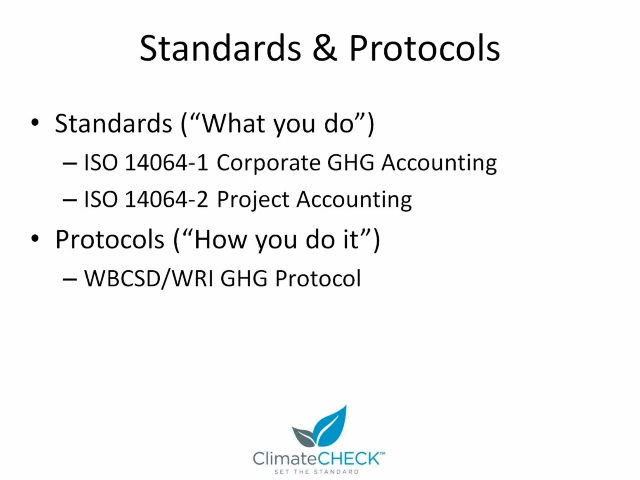 Standards & Protocols
• Standards (“What you do”)
– ISO 14064-1 Corporate GHG Accounting
– ISO 14064-2 Project Accounting
• Protocols (“How you do it”)
– WBCSD/WRI GHG Protocol
ClimateCHECK™
SET THE STANDARD